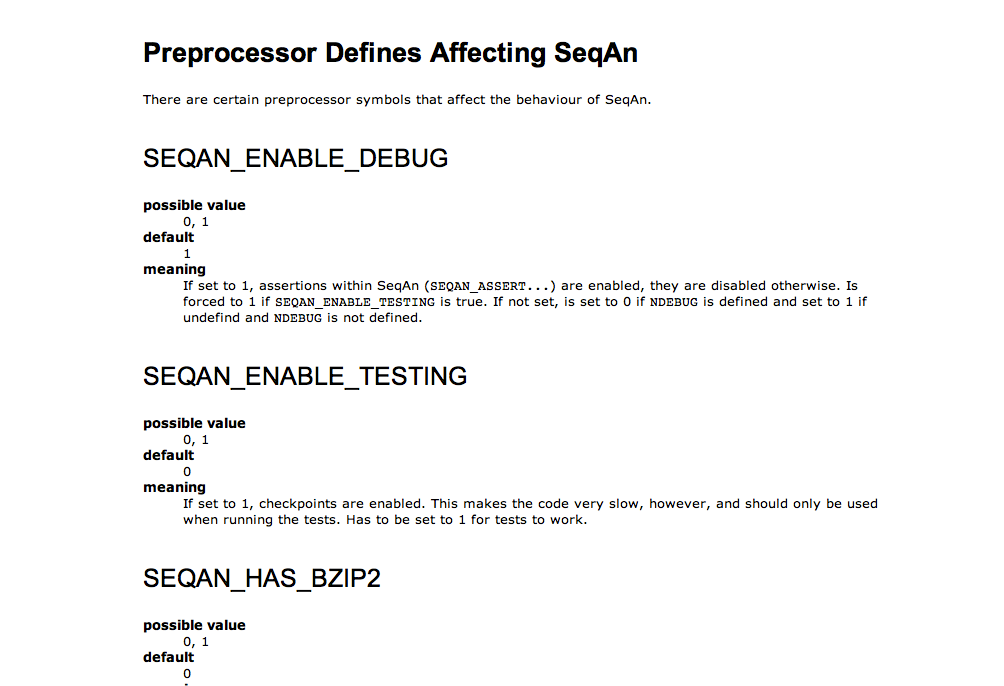 Preprocessor Defines Affecting SeqAn
There are certain preprocessor symbols that affect the behaviour of SeqAn.
SEQAN_ENABLE_DEBUG
possible value
0, 1
default
1
meaning
If set to 1, assertions within SeqAn (SEQAN_ASSERT...) are enabled, they are disabled otherwise. Is
forced to 1 if SEQAN_ENABLE_TESTING is true. If not set, is set to 0 if NDEBUG is defined and set to 1 if
undefind and NDEBUG is not defined.
SEQAN_ENABLE_TESTING
possible value
0, 1
default
0
meaning
If set to 1, checkpoints are enabled. This makes the code very slow, however, and should only be used
when running the tests. Has to be set to 1 for tests to work.
SEQAN_HAS_BZIP2
possible value
0, 1
default
0